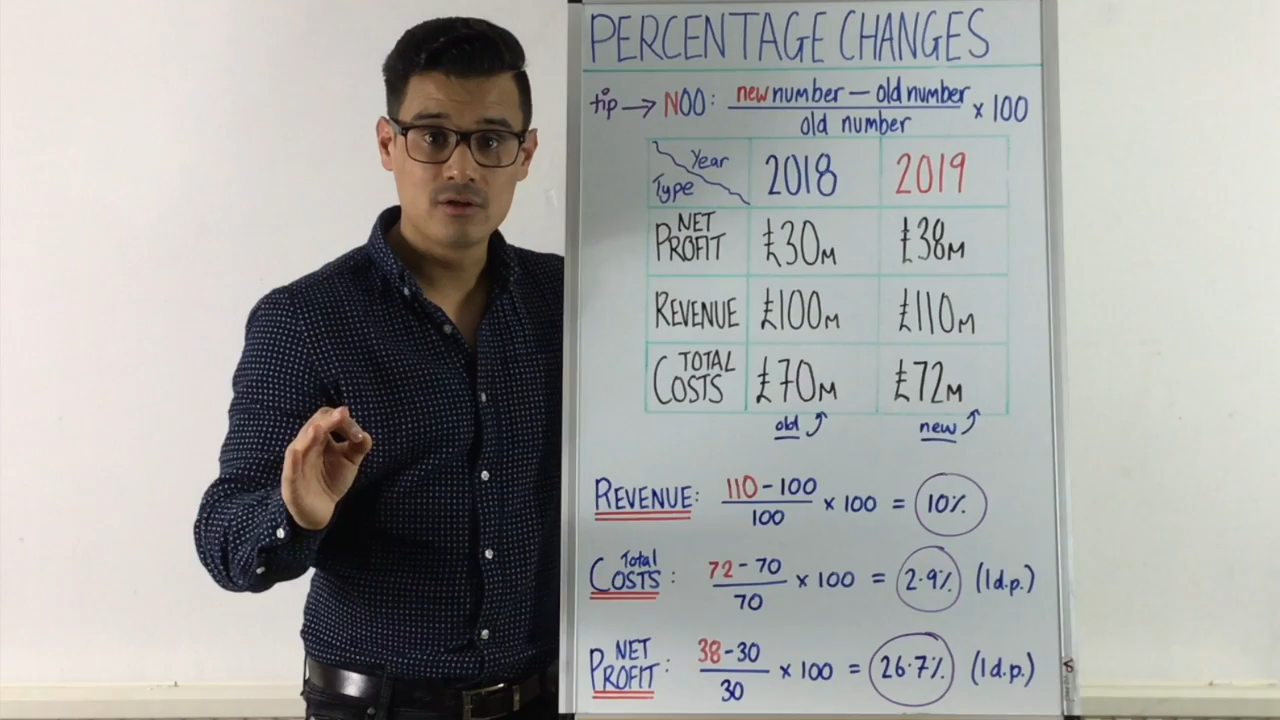 PERCENTAGE CHANGES
tip → NOO: new number — old number × 100
old number
Year
Type
2018 2019
NET PROFIT £30M £38M
REVENUE £100M £110M
TOTAL COSTS £70M £72M
old new
REVENUE: 110 - 100 × 100 = 10%
100
Total COSTS: 72 - 70 × 100 = 2.9% (1 d.p.)
70
NET PROFIT: 38 - 30 × 100 = 26.7% (1 d.p.)
30